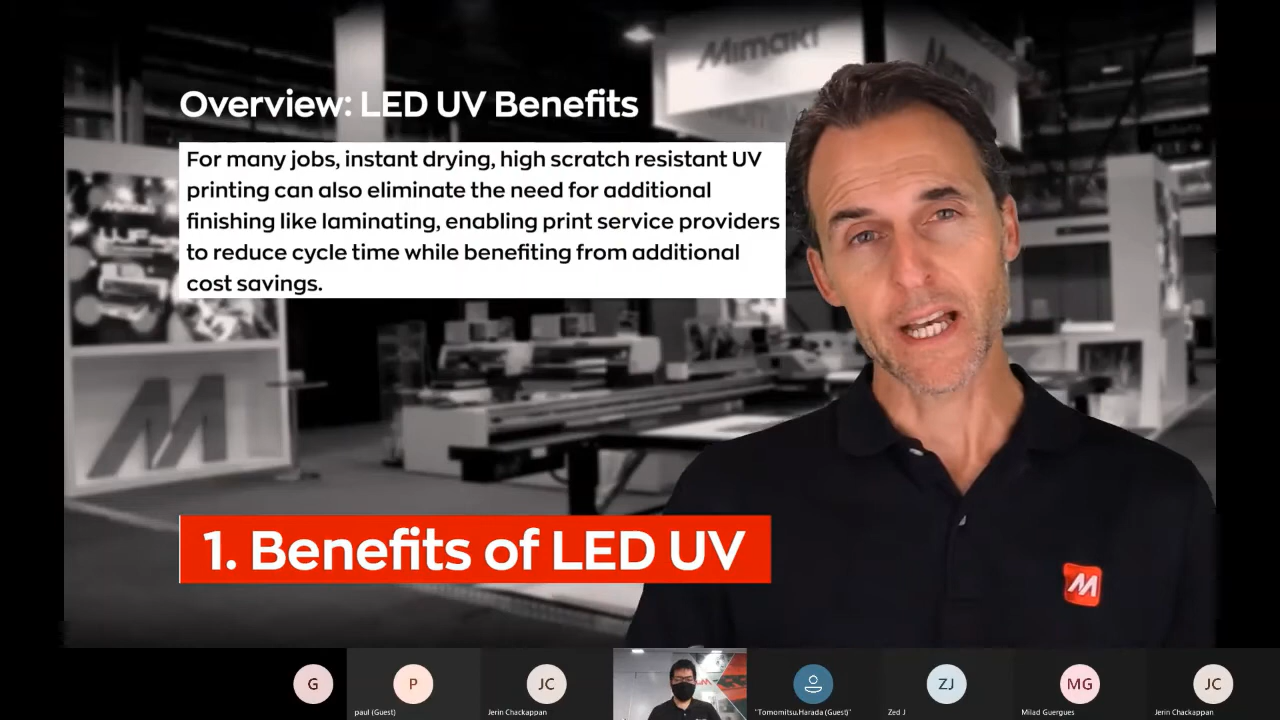 Mimaki
Overview: LED UV Benefits
For many jobs, instant drying, high scratch resistant UV
printing can also eliminate the need for additional
finishing like laminating, enabling print service providers
to reduce cycle time while benefiting from additional
cost savings.
1. Benefits of LED UV
G
P
JC
ZJ
MG
JC
paul (Guest)
Jerin Chackappan
"Tomomitsu.Harada (Guest)"
Zed J
Milad Guergues
Jerin Chackappan